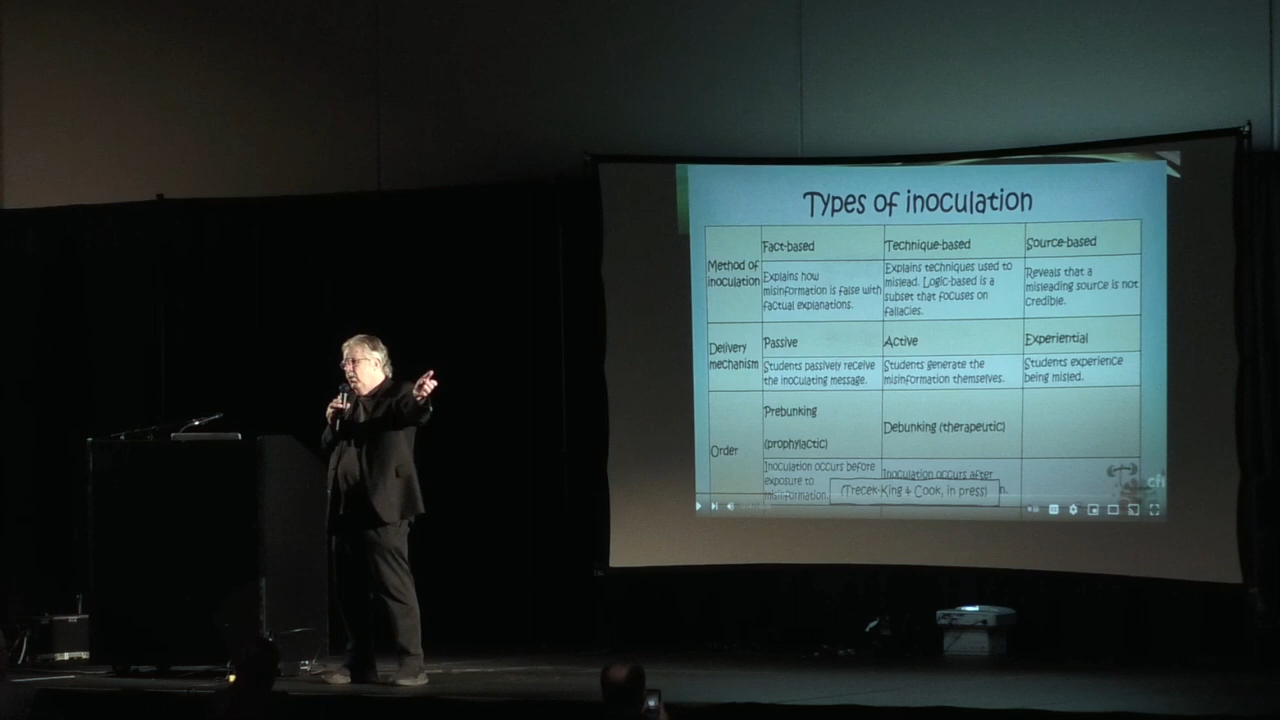 Types of inoculation
Method of
inoculation
Fact-based
Technique-based
Source-based
Explains how
misinformation is false with
factual explanations.
Explains techniques used to
mislead. Logic-based is a
subset that focuses on
fallacies.
Reveals that a
misleading source is not
credible.
Delivery
mechanism
Passive
Active
Experiential
Students passively receive
the inoculating message.
Students generate the
misinformation themselves.
Students experience
being misled.
Order
Prebunking
(prophylactic)
Debunking (therapeutic)
Inoculation occurs before
exposure to
misinformation.
Inoculation occurs after
(Trecek-King & Cook, in press)
cfi